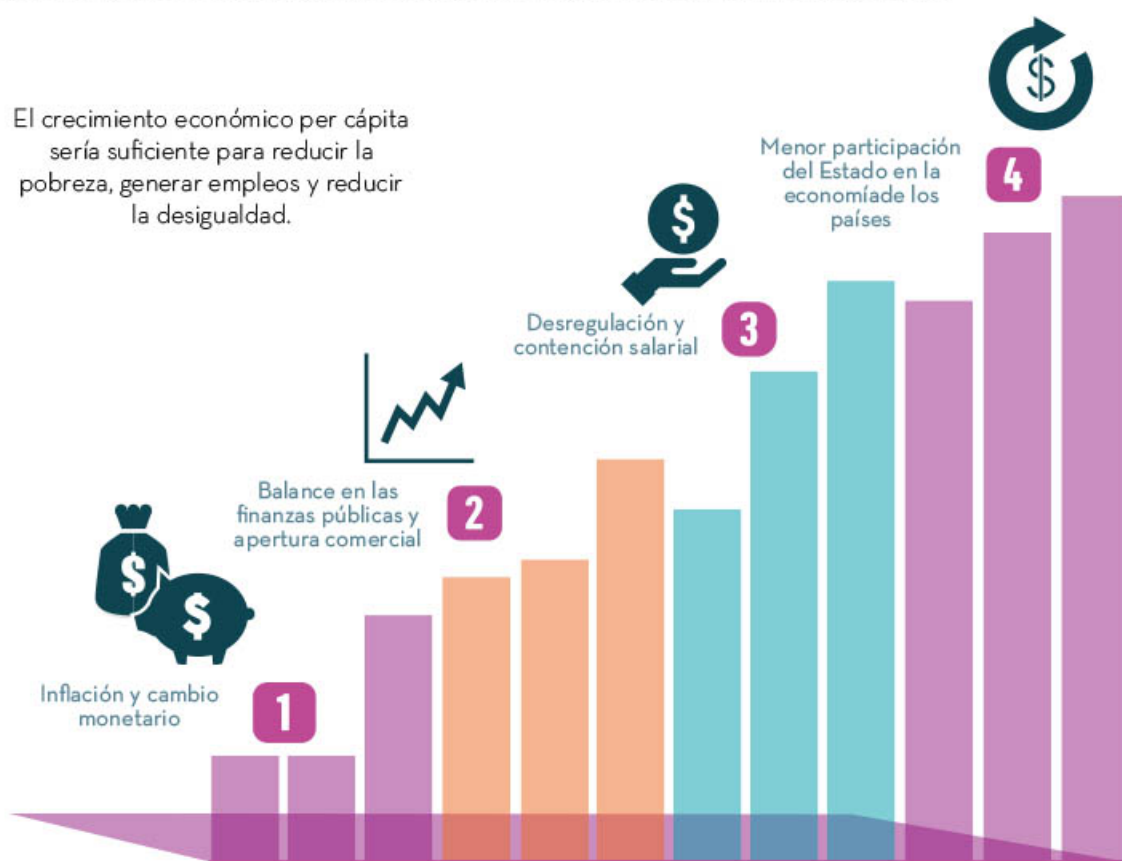 El crecimiento económico per cápita
sería suficiente para reducir la
pobreza, generar empleos y reducir
la desigualdad.
$
Menor participación
del Estado en la
economíade los
países
4
$
Desregulación y
contención salarial
3
Balance en las
finanzas públicas y
apertura comercial
2
$
$
Inflación y cambio
monetario
1